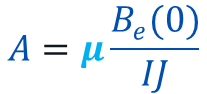 A = μ B_e(0) / IJ